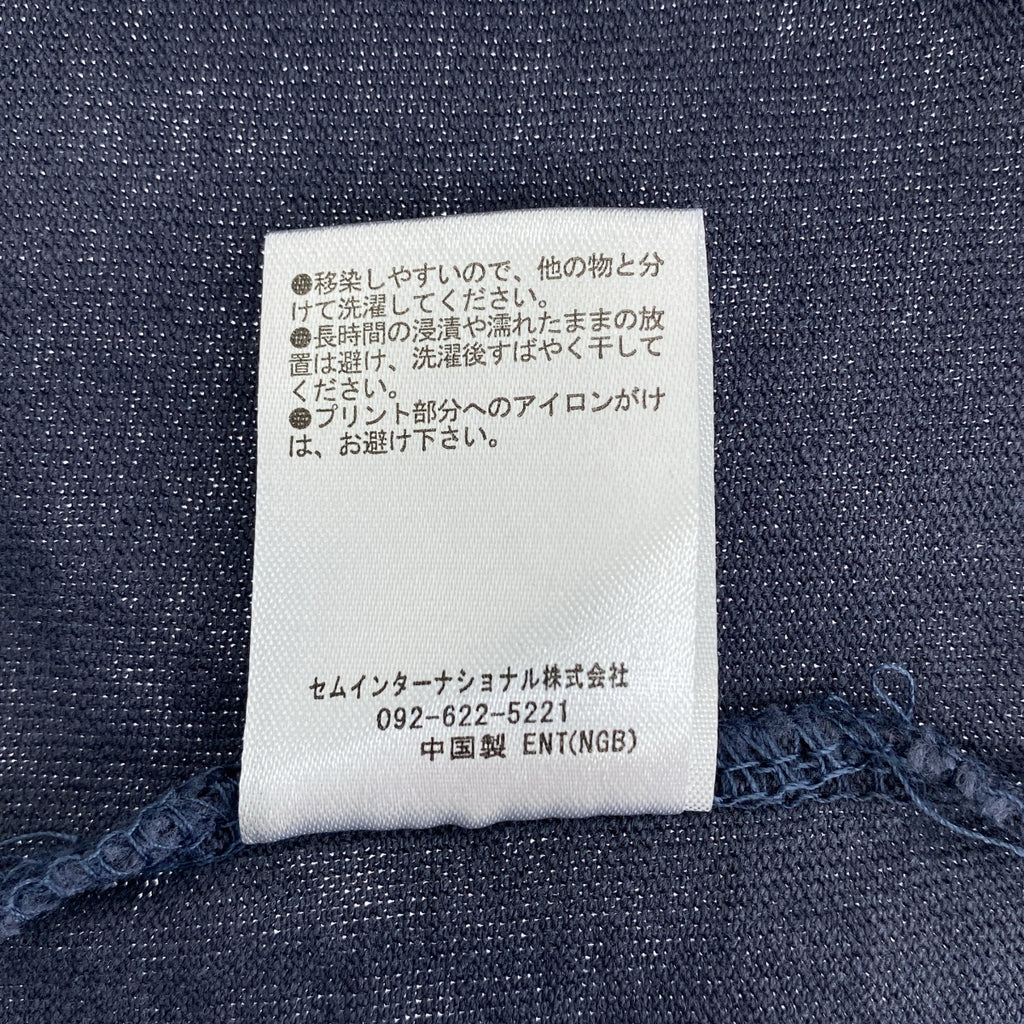 ●移染しやすいので、他の物と分
けて洗濯してください。
●長時間の浸漬や濡れたままの放
置は避け、洗濯後すばやく干して
ください。
●プリント部分へのアイロンがけ
は、お避け下さい。
セムインターナショナル株式会社
092-622-5221
中国製 ENT(NGB)